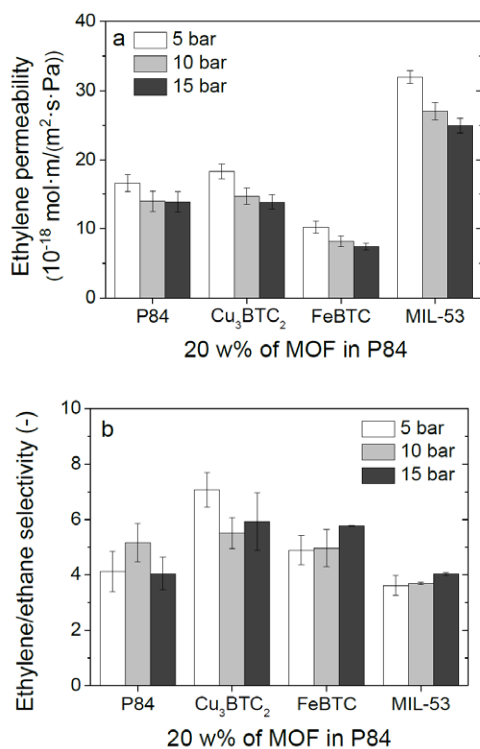 a
5 bar
10 bar
15 bar
Ethylene permeability
(10⁻¹⁸ mol·m/(m²·s·Pa))
40
30
20
10
0
P84 Cu₃BTC₂ FeBTC MIL-53
20 w% of MOF in P84
b
5 bar
10 bar
15 bar
Ethylene/ethane selectivity (-)
10
8
6
4
2
0
P84 Cu₃BTC₂ FeBTC MIL-53
20 w% of MOF in P84